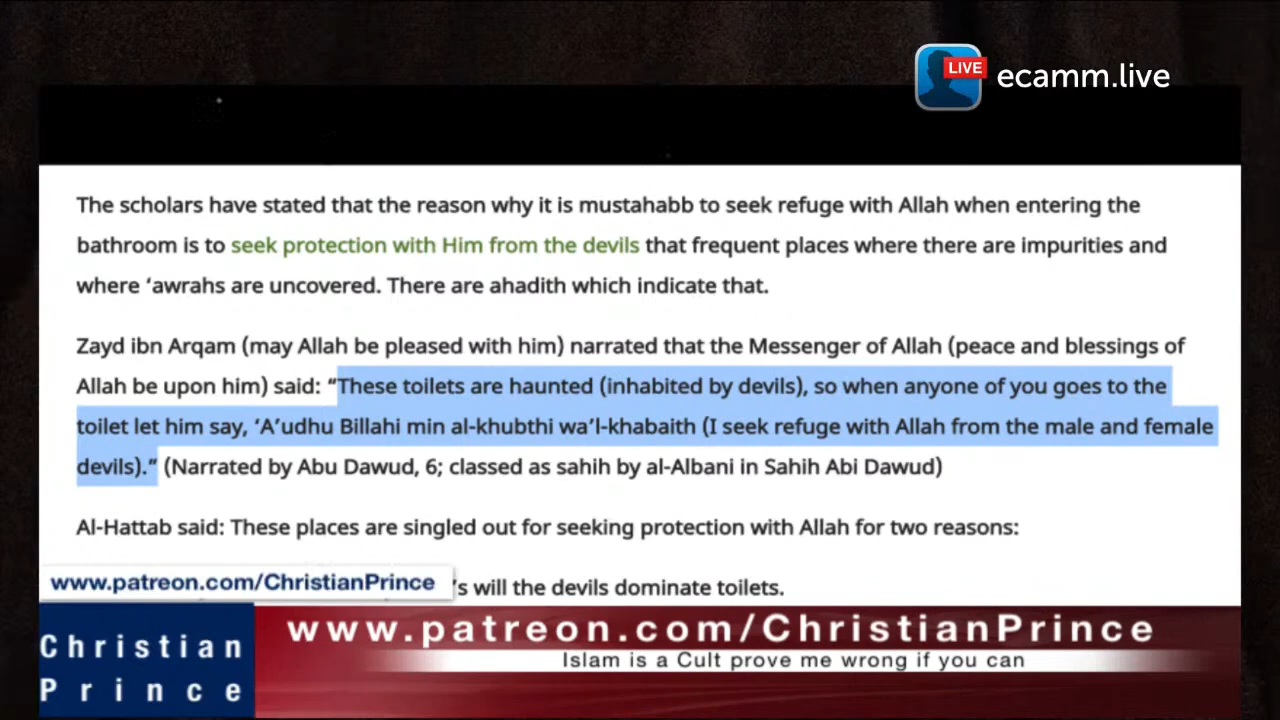 LIVE ecamm.live
The scholars have stated that the reason why it is mustahabb to seek refuge with Allah when entering the
bathroom is to seek protection with Him from the devils that frequent places where there are impurities and
where ‘awrahs are uncovered. There are ahadith which indicate that.
Zayd ibn Arqam (may Allah be pleased with him) narrated that the Messenger of Allah (peace and blessings of
Allah be upon him) said: “These toilets are haunted (inhabited by devils), so when anyone of you goes to the
toilet let him say, ‘A’udhu Billahi min al-khubthi wa’l-khabaith (I seek refuge with Allah from the male and female
devils).” (Narrated by Abu Dawud, 6; classed as sahih by al-Albani in Sahih Abi Dawud)
Al-Hattab said: These places are singled out for seeking protection with Allah for two reasons:
www.patreon.com/ChristianPrince ’s will the devils dominate toilets.
www.patreon.com/ChristianPrince
Islam is a Cult prove me wrong if you can
Christian
Prince